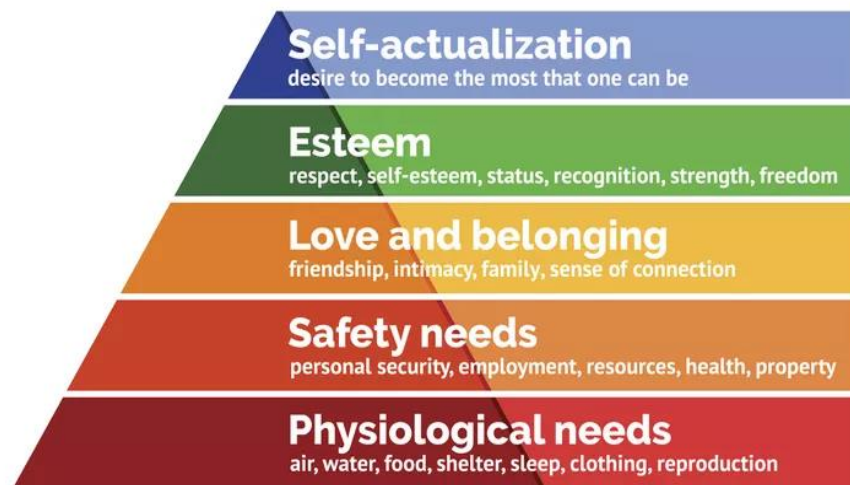 Self-actualization
desire to become the most that one can be
Esteem
respect, self-esteem, status, recognition, strength, freedom
Love and belonging
friendship, intimacy, family, sense of connection
Safety needs
personal security, employment, resources, health, property
Physiological needs
air, water, food, shelter, sleep, clothing, reproduction